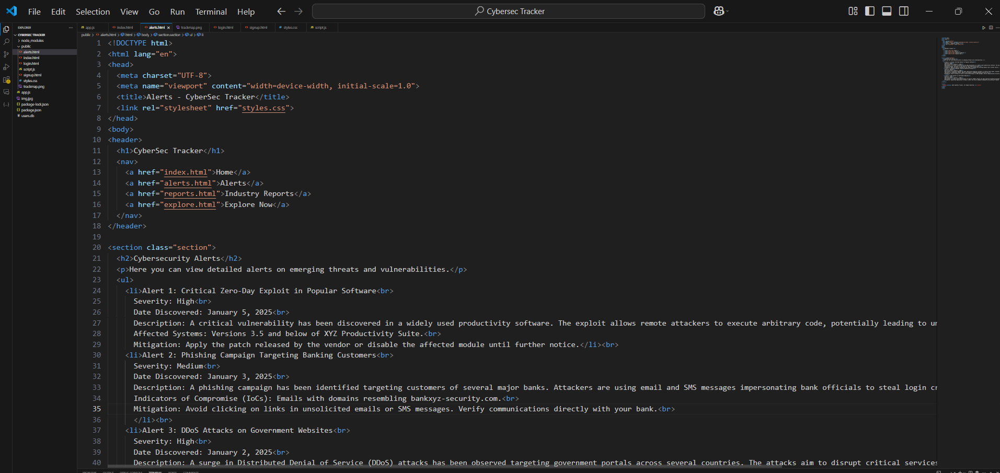 File Edit Selection View Go Run Terminal Help
Cybersec Tracker
EXPLORER
CYBERSEC TRACKER
node_modules
public
alerts.html
index.html
login.html
script.js
signup.html
styles.css
trackmap.png
app.js
img.jpg
package-lock.json
package.json
users.db
app.js index.html alerts.html trackmap.png login.html signup.html styles.css script.js
public > alerts.html > html > body > section.section > ul > li
1 <!DOCTYPE html>
2 <html lang="en">
3 <head>
4 <meta charset="UTF-8">
5 <meta name="viewport" content="width=device-width, initial-scale=1.0">
6 <title>Alerts - CyberSec Tracker</title>
7 <link rel="stylesheet" href="styles.css">
8 </head>
9 <body>
10 <header>
11 <h1>CyberSec Tracker</h1>
12 <nav>
13 <a href="index.html">Home</a>
14 <a href="alerts.html">Alerts</a>
15 <a href="reports.html">Industry Reports</a>
16 <a href="explore.html">Explore Now</a>
17 </nav>
18 </header>
19
20 <section class="section">
21 <h2>Cybersecurity Alerts</h2>
22 <p>Here you can view detailed alerts on emerging threats and vulnerabilities.</p>
23 <ul>
24 <li>Alert 1: Critical Zero-Day Exploit in Popular Software<br>
25 Severity: High<br>
26 Date Discovered: January 5, 2025<br>
27 Description: A critical vulnerability has been discovered in a widely used productivity software. The exploit allows remote attackers to execute arbitrary code, potentially leading to
28 Affected Systems: Versions 3.5 and below of XYZ Productivity Suite.<br>
29 Mitigation: Apply the patch released by the vendor or disable the affected module until further notice.</li><br>
30 <li>Alert 2: Phishing Campaign Targeting Banking Customers<br>
31 Severity: Medium<br>
32 Date Discovered: January 3, 2025<br>
33 Description: A phishing campaign has been identified targeting customers of several major banks. Attackers are using email and SMS messages impersonating bank officials to steal login
34 Indicators of Compromise (IoCs): Emails with domains resembling bankxyz-security.com.<br>
35 Mitigation: Avoid clicking on links in unsolicited emails or SMS messages. Verify communications directly with your bank.<br>
36 </li><br>
37 <li>Alert 3: DDoS Attacks on Government Websites<br>
38 Severity: High<br>
39 Date Discovered: January 2, 2025<br>
40 Description: A surge in Distributed Denial of Service (DDoS) attacks has been observed targeting government portals across several countries. The attacks aim to disrupt critical services